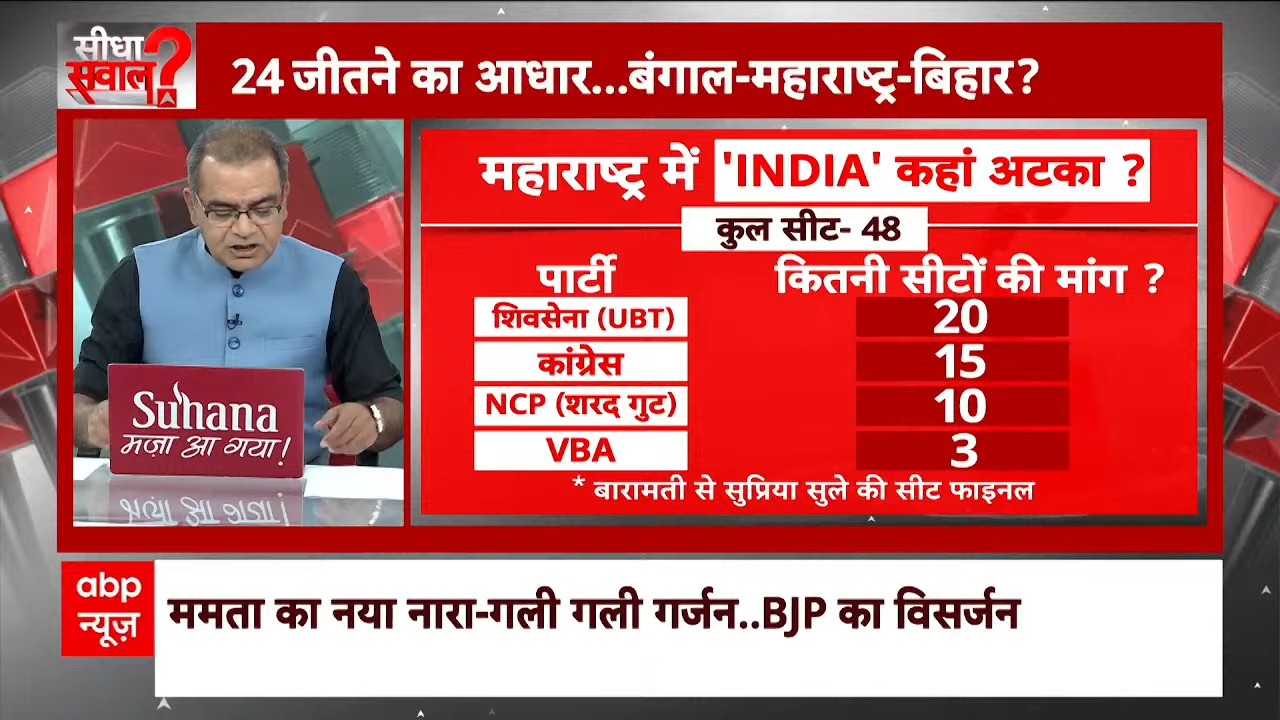 सीधा
सवाल?
24 जीतने का आधार...बंगाल-महाराष्ट्र-बिहार?
महाराष्ट्र में 'INDIA' कहां अटका ?
कुल सीट- 48
पार्टी कितनी सीटों की मांग ?
शिवसेना (UBT) 20
कांग्रेस 15
NCP (शरद गुट) 10
VBA 3
* बारामती से सुप्रिया सुले की सीट फाइनल
Suhana
मज़ा आ गया!
abp
न्यूज़
ममता का नया नारा-गली गली गर्जन..BJP का विसर्जन